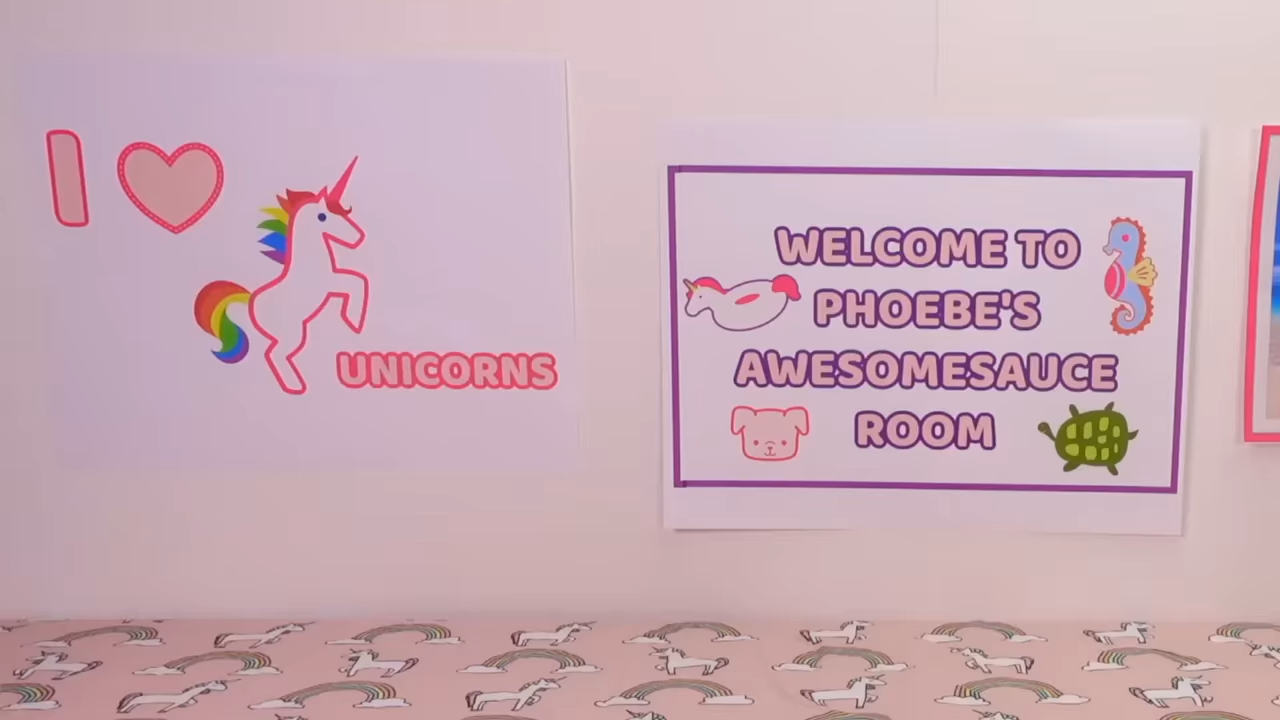 I
UNICORNS
WELCOME TO
PHOEBE'S
AWESOMESAUCE
ROOM